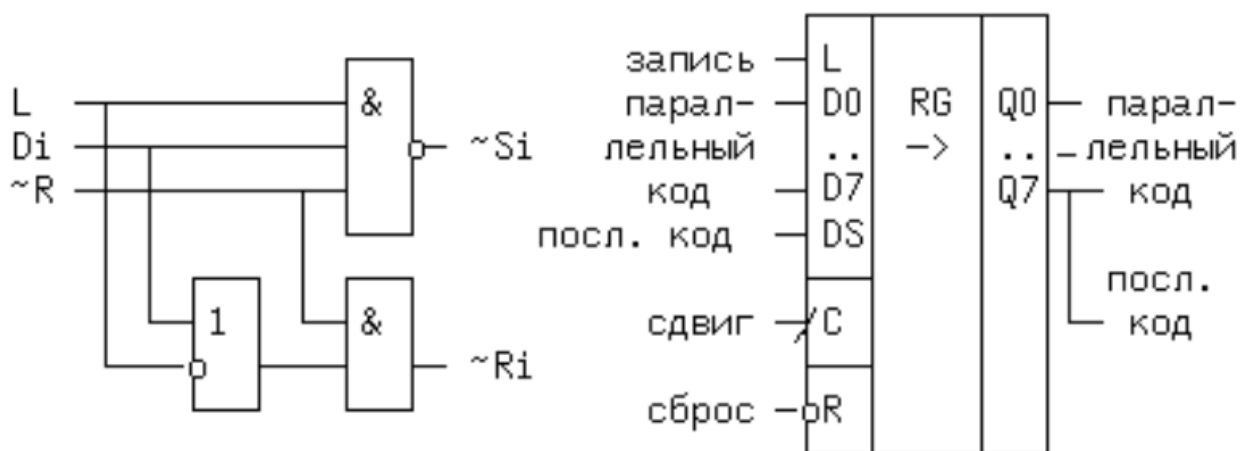 L
Di
~R
&
~Si
1
&
~Ri
запись L
парал- D0 RG Q0 парал-
лельный .. -> .. лельный
код D7 Q7 код
посл. код DS
посл.
сдвиг C код
сброс R